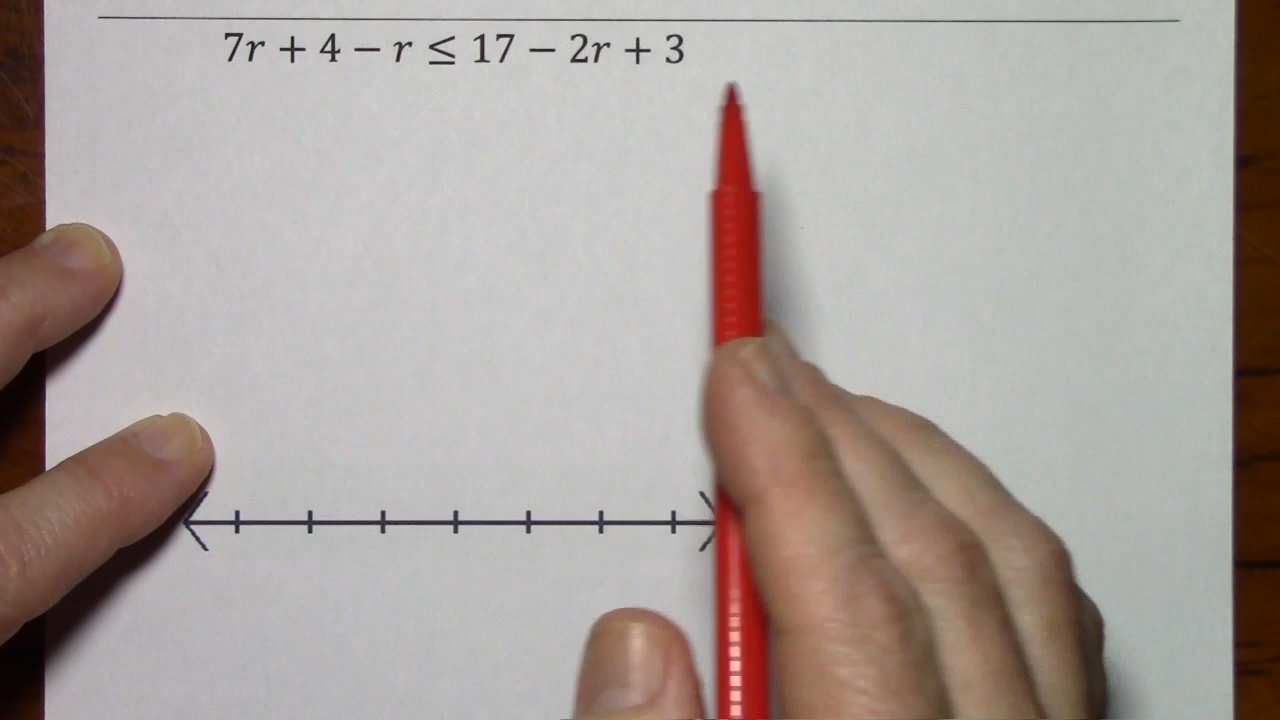 7r + 4 − r ≤ 17 − 2r + 3